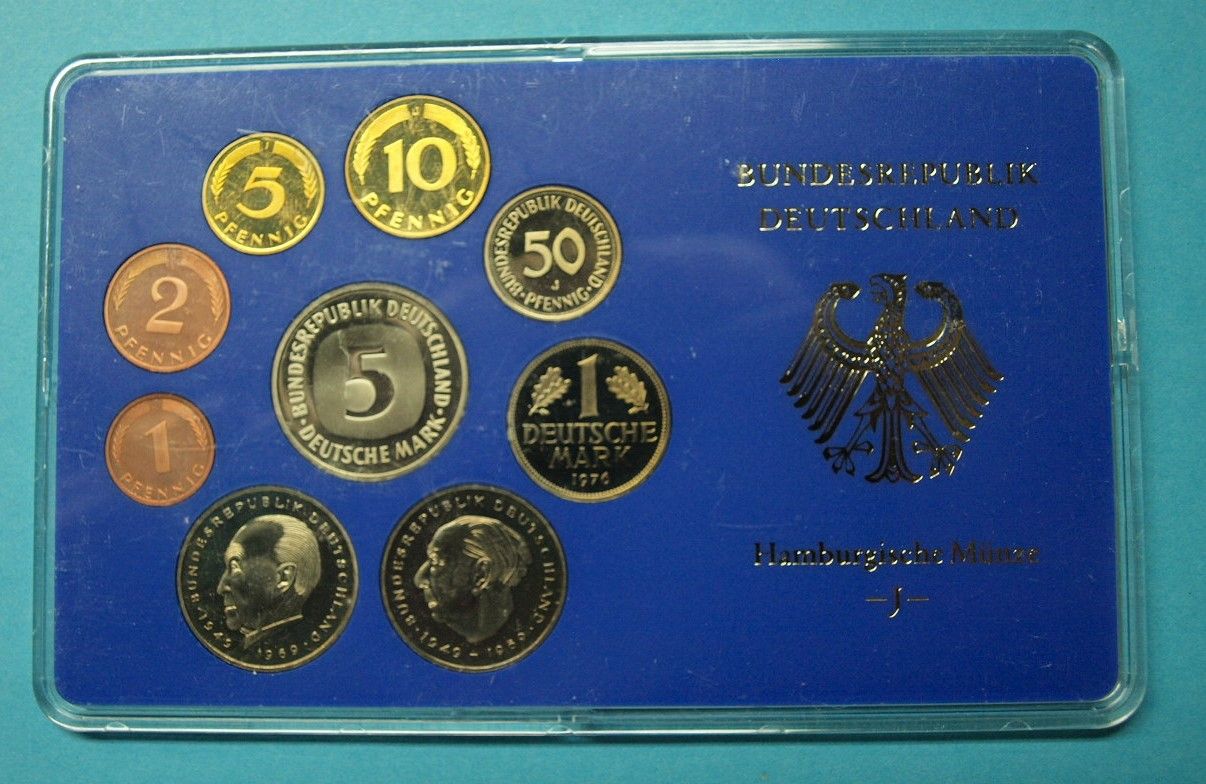 5
PFENNIG
J
10
PFENNIG
BUNDESREPUBLIK DEUTSCHLAND
50
J
PFENNIG
2
PFENNIG
BUNDESREPUBLIK DEUTSCHLAND
5
DEUTSCHE MARK
1
DEUTSCHE
MARK
1976
1
PFENNIG
BUNDESREPUBLIK DEUTSCHLAND
1949 1969
BUNDESREPUBLIK DEUTSCHLAND
1949 –
BUNDESREPUBLIK
DEUTSCHLAND
Hamburgische Münze
– J –